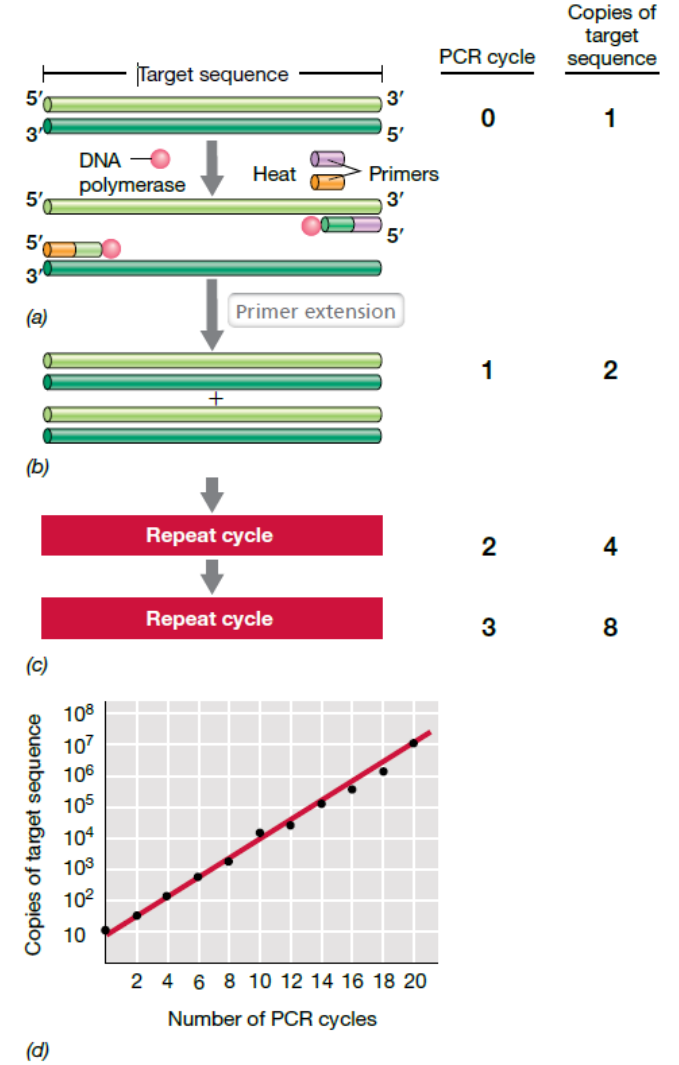 Copies of
target
PCR cycle sequence
Target sequence
5′ 3′
0 1
3′ 5′
DNA
polymerase
Heat Primers
5′ 3′
5′
5′
3′
(a)
Primer extension
1 2
+
(b)
Repeat cycle
2 4
Repeat cycle
3 8
(c)
Copies of target sequence
10⁸
10⁷
10⁶
10⁵
10⁴
10³
10²
10
2 4 6 8 10 12 14 16 18 20
Number of PCR cycles
(d)